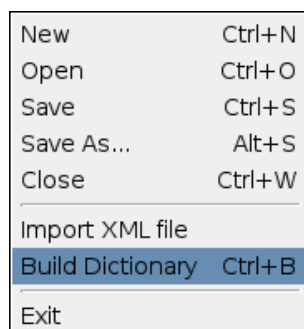 New Ctrl+N
Open Ctrl+O
Save Ctrl+S
Save As... Alt+S
Close Ctrl+W
Import XML file
Build Dictionary Ctrl+B
Exit